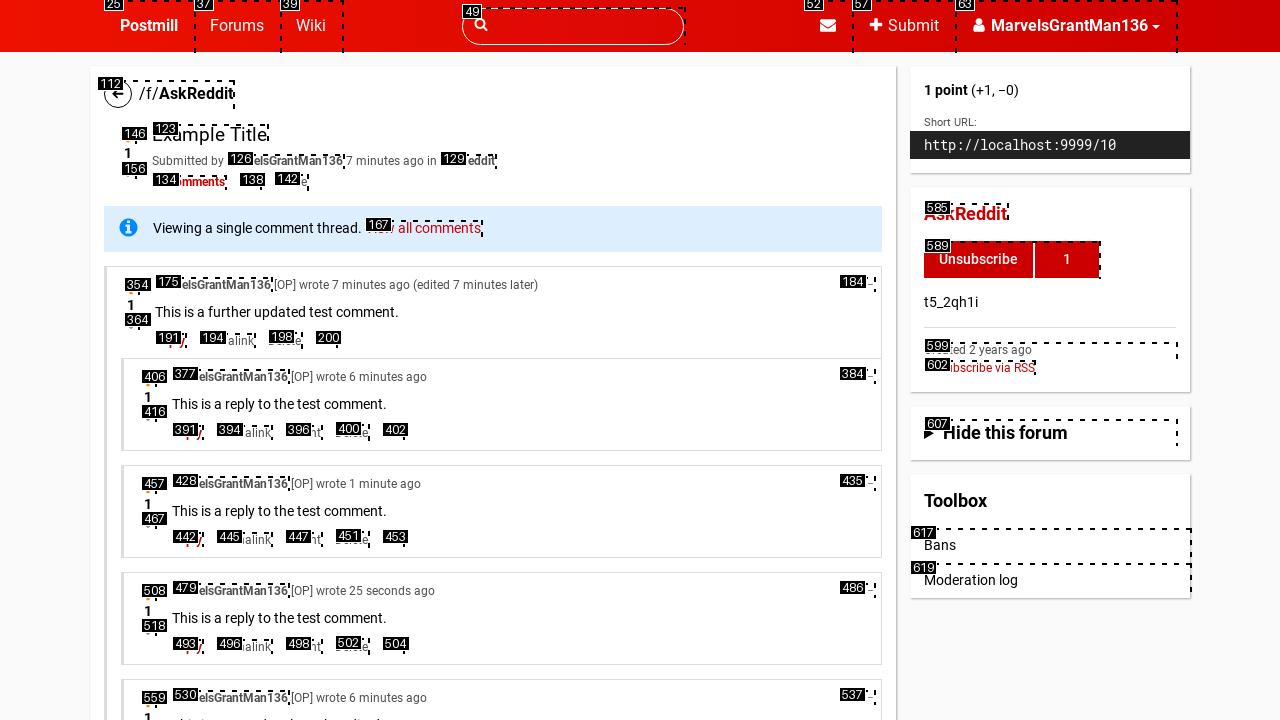 25 37 39 49 52 57 63
Postmill Forums Wiki Submit MarvelsGrantMan136
112 /f/AskReddit
146 123 Example Title
1
Submitted by 126 elsGrantMan136 7 minutes ago in 129 eddit
156
134 mments 138 142 e
Viewing a single comment thread. 167 all comments
354 175 elsGrantMan136 [OP] wrote 7 minutes ago (edited 7 minutes later) 184
1
364 This is a further updated test comment.
191 194 alink 198 200
406 377 elsGrantMan136 [OP] wrote 6 minutes ago 384
1
416 This is a reply to the test comment.
391 394 alink 396 nt 400 402
457 428 elsGrantMan136 [OP] wrote 1 minute ago 435
1
467 This is a reply to the test comment.
442 445 alink 447 nt 451 453
508 479 elsGrantMan136 [OP] wrote 25 seconds ago 486
1
518 This is a reply to the test comment.
493 496 alink 498 nt 502 504
559 530 elsGrantMan136 [OP] wrote 6 minutes ago 537
1 point (+1, −0)
Short URL:
http://localhost:9999/10
585 AskReddit
589
Unsubscribe 1
t5_2qh1i
599 ted 2 years ago
602 bscribe via RSS
607
Hide this forum
Toolbox
617
Bans
619
Moderation log